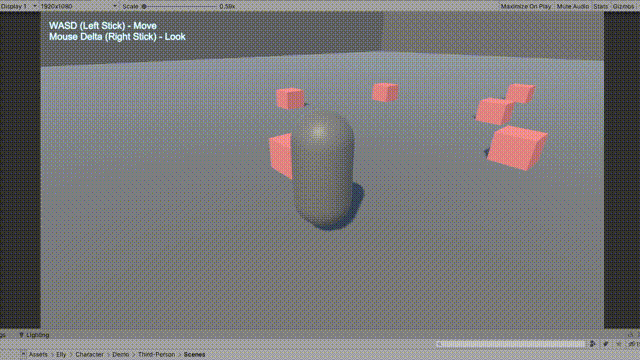 Display 1 1920x1080 Scale 0.59x Maximize On Play Mute Audio Stats Gizmos
WASD (Left Stick) - Move
Mouse Delta (Right Stick) - Look
Lighting
Assets > Elly > Character > Demo > Third-Person > Scenes